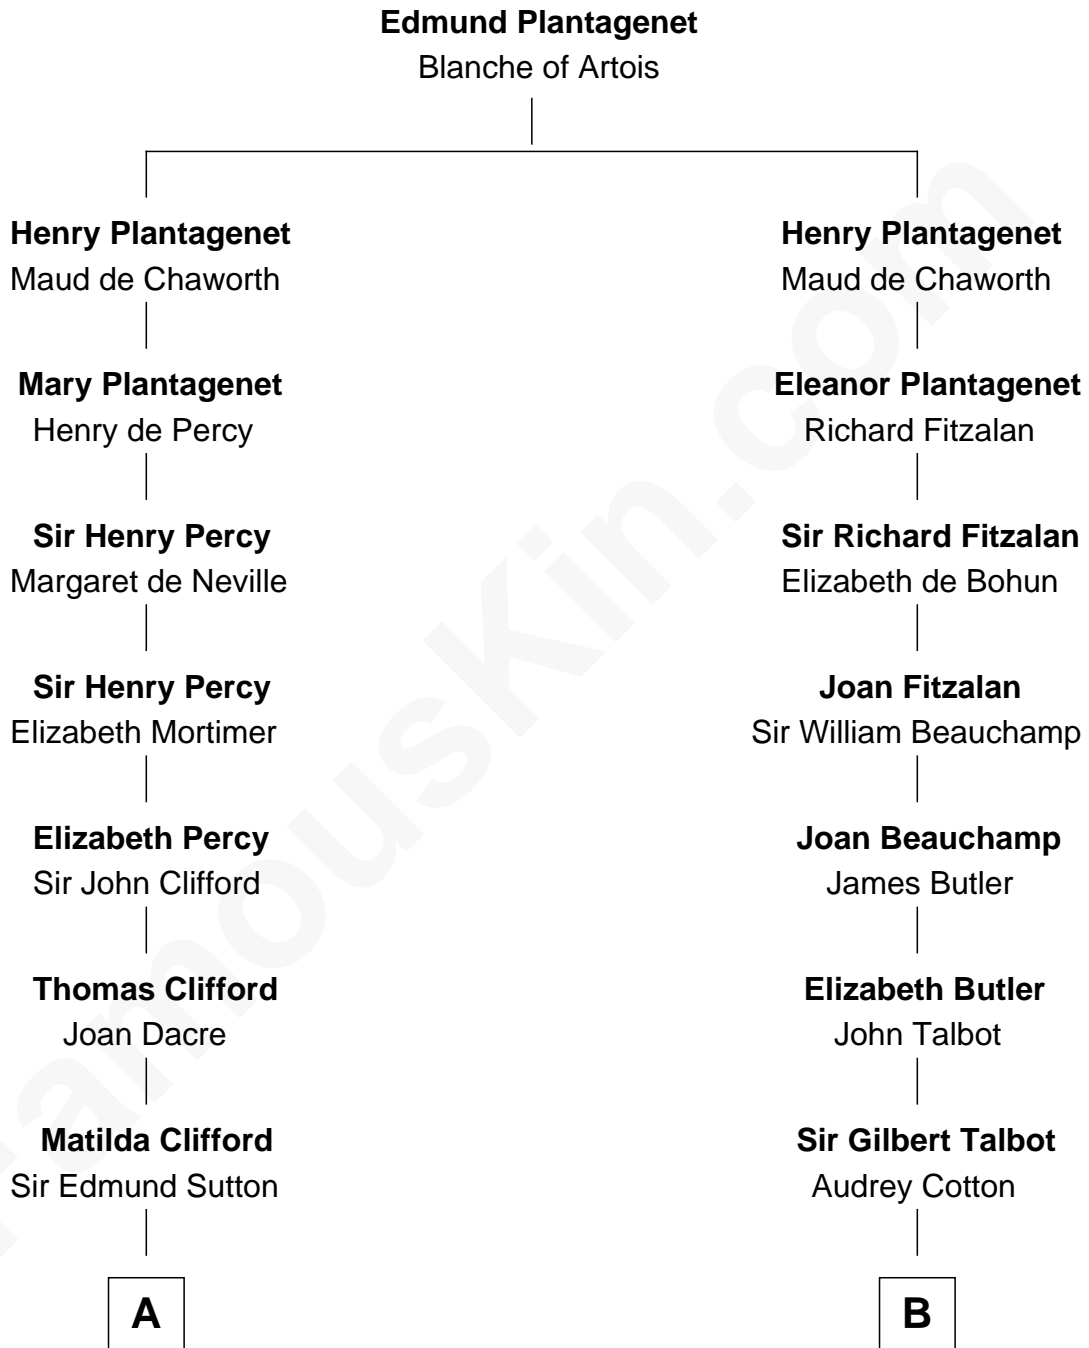 Edmund Plantagenet
Blanche of Artois
Henry Plantagenet
Maud de Chaworth
Henry Plantagenet
Maud de Chaworth
Mary Plantagenet
Henry de Percy
Eleanor Plantagenet
Richard Fitzalan
Sir Henry Percy
Margaret de Neville
Sir Richard Fitzalan
Elizabeth de Bohun
Sir Henry Percy
Elizabeth Mortimer
Joan Fitzalan
Sir William Beauchamp
Elizabeth Percy
Sir John Clifford
Joan Beauchamp
James Butler
Thomas Clifford
Joan Dacre
Elizabeth Butler
John Talbot
Matilda Clifford
Sir Edmund Sutton
Sir Gilbert Talbot
Audrey Cotton
A
B
FamousKin.com